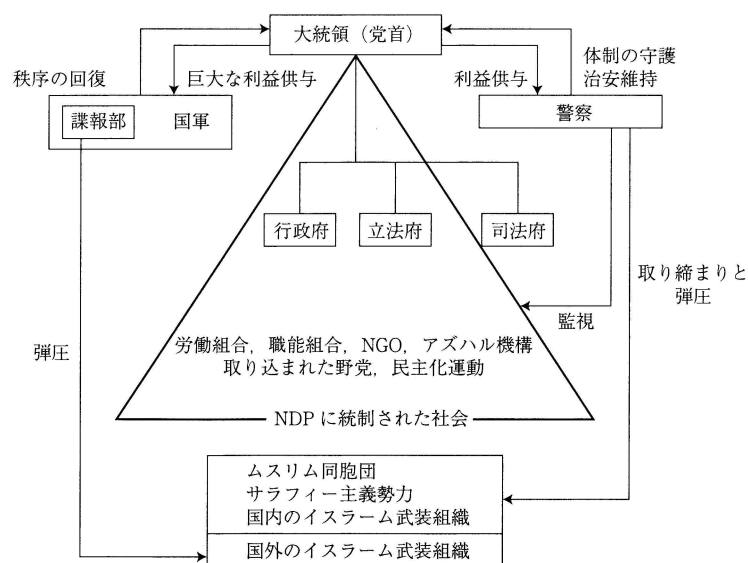 大統領（党首）
秩序の回復
巨大な利益供与
利益供与
体制の守護
治安維持
諜報部
国軍
警察
行政府
立法府
司法府
取り締まりと
弾圧
監視
弾圧
労働組合，職能組合，NGO，アズハル機構
取り込まれた野党，民主化運動
NDP に統制された社会
ムスリム同胞団
サラフィー主義勢力
国内のイスラーム武装組織
国外のイスラーム武装組織